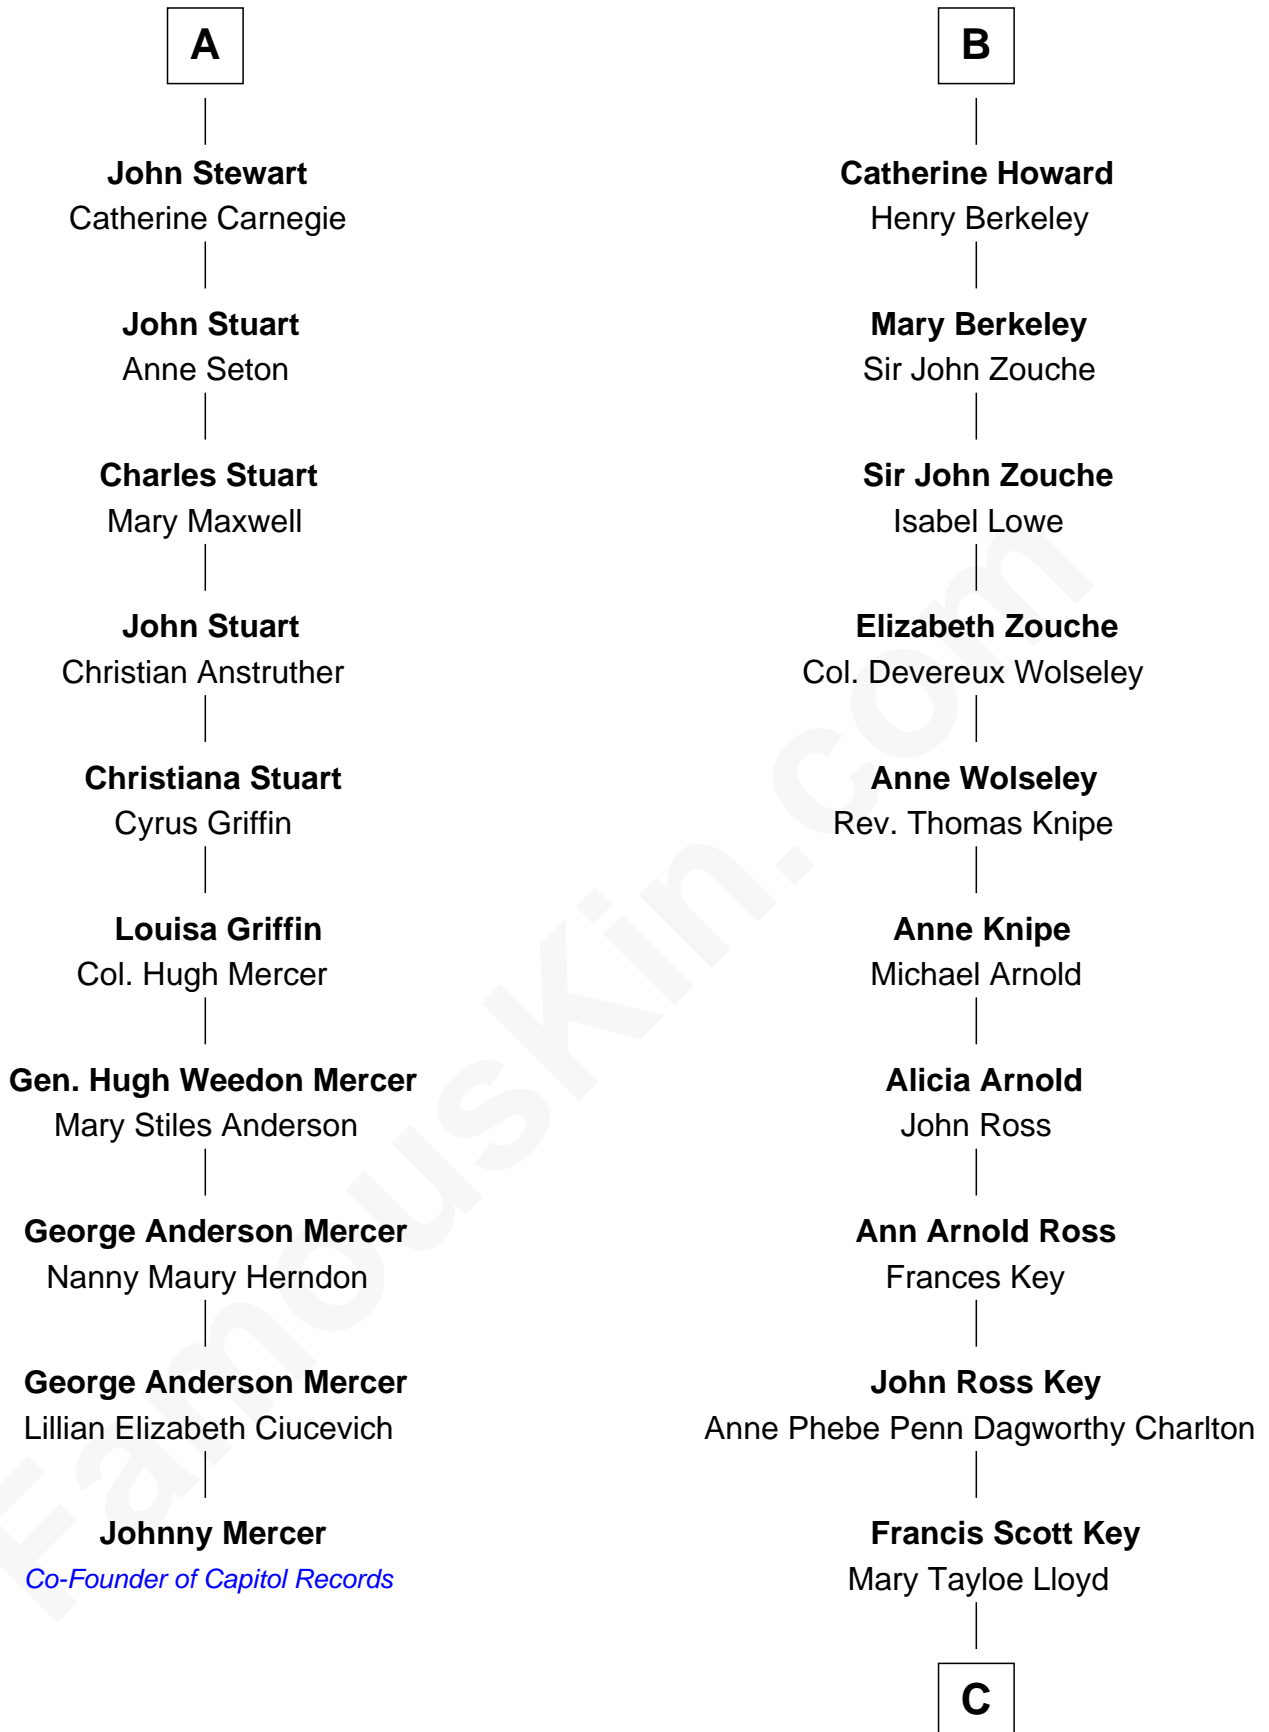 A
John Stewart
Catherine Carnegie
John Stuart
Anne Seton
Charles Stuart
Mary Maxwell
John Stuart
Christian Anstruther
Christiana Stuart
Cyrus Griffin
Louisa Griffin
Col. Hugh Mercer
Gen. Hugh Weedon Mercer
Mary Stiles Anderson
George Anderson Mercer
Nanny Maury Herndon
George Anderson Mercer
Lillian Elizabeth Ciucevich
Johnny Mercer
Co-Founder of Capitol Records
B
Catherine Howard
Henry Berkeley
Mary Berkeley
Sir John Zouche
Sir John Zouche
Isabel Lowe
Elizabeth Zouche
Col. Devereux Wolseley
Anne Wolseley
Rev. Thomas Knipe
Anne Knipe
Michael Arnold
Alicia Arnold
John Ross
Ann Arnold Ross
Frances Key
John Ross Key
Anne Phebe Penn Dagworthy Charlton
Francis Scott Key
Mary Tayloe Lloyd
C
FamousKin.com